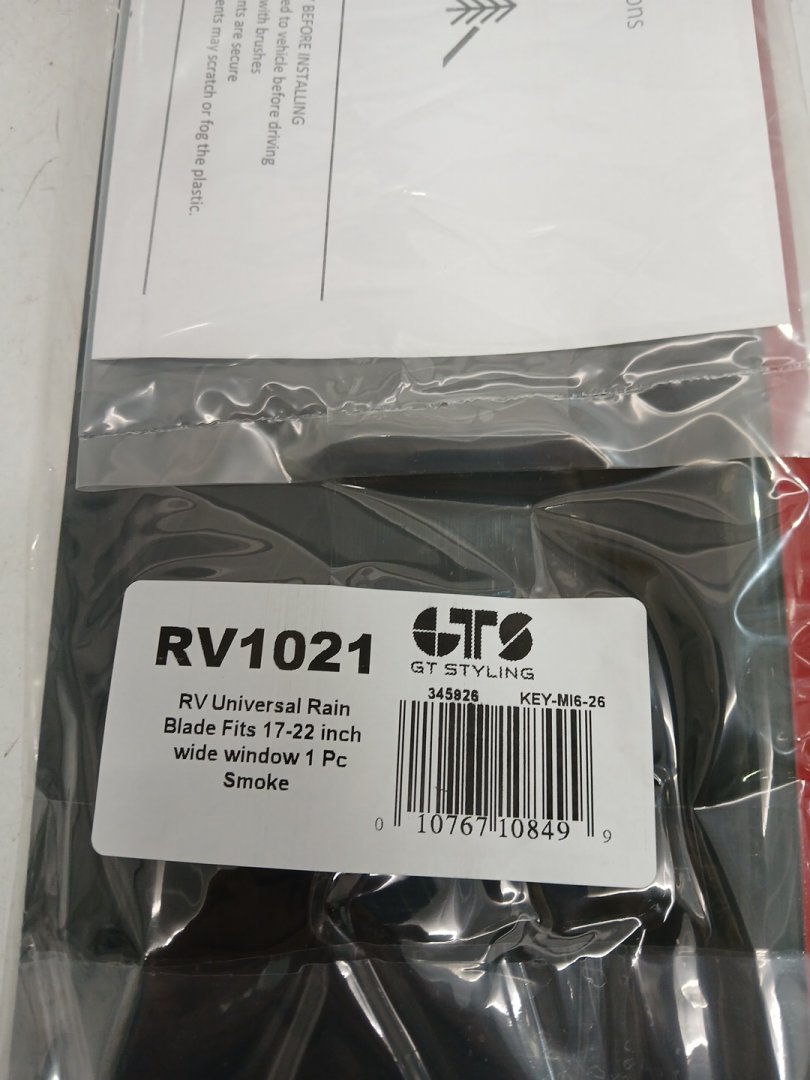 ons
Y BEFORE INSTALLING
ed to vehicle before driving
with brushes
nts are secure
ents may scratch or fog the plastic.
RV1021
GTS
GT STYLING
RV Universal Rain
Blade Fits 17-22 inch
wide window 1 Pc
Smoke
345926 KEY-MI6-26
0 10767 10849 9